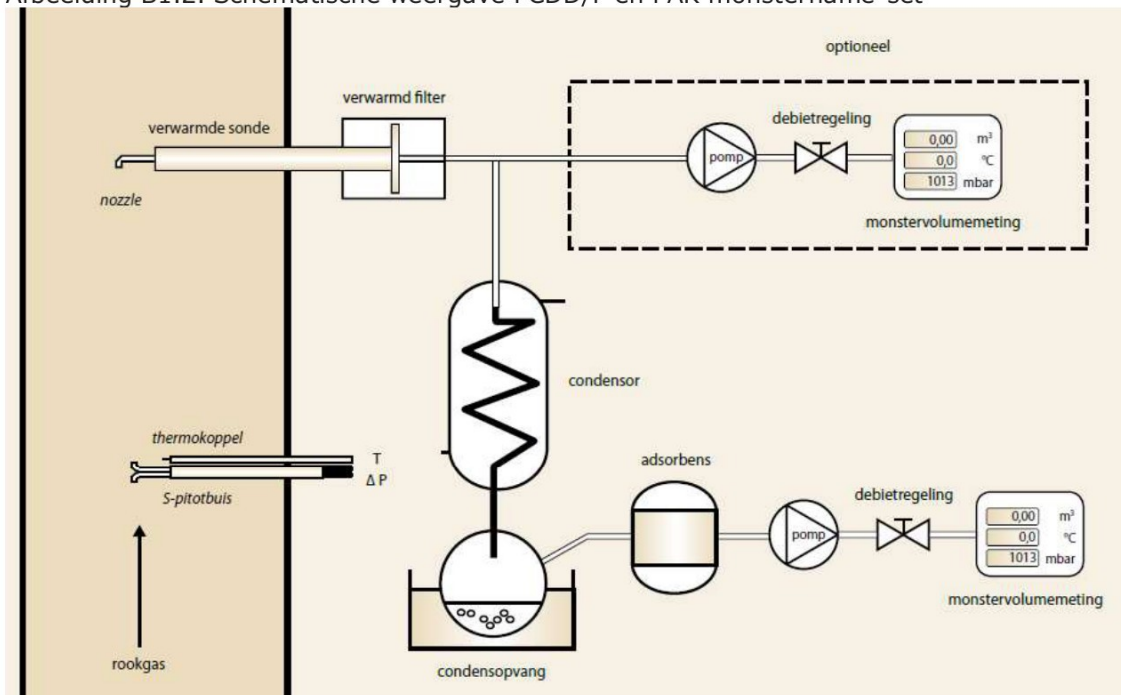 Afbeelding B1.2. Schematische weergave PCDD/F en PAK monstername-set
optioneel
verwarmd filter
verwarmde sonde
debietregeling
nozzle
pomp
0,00 m³
0,0 °C
1013 mbar
monstervolumemeting
condensor
thermokoppel
T
Δ P
S-pitotbuis
adsorbens
debietregeling
pomp
0,00 m³
0,0 °C
1013 mbar
monstervolumemeting
rookgas
condensopvang